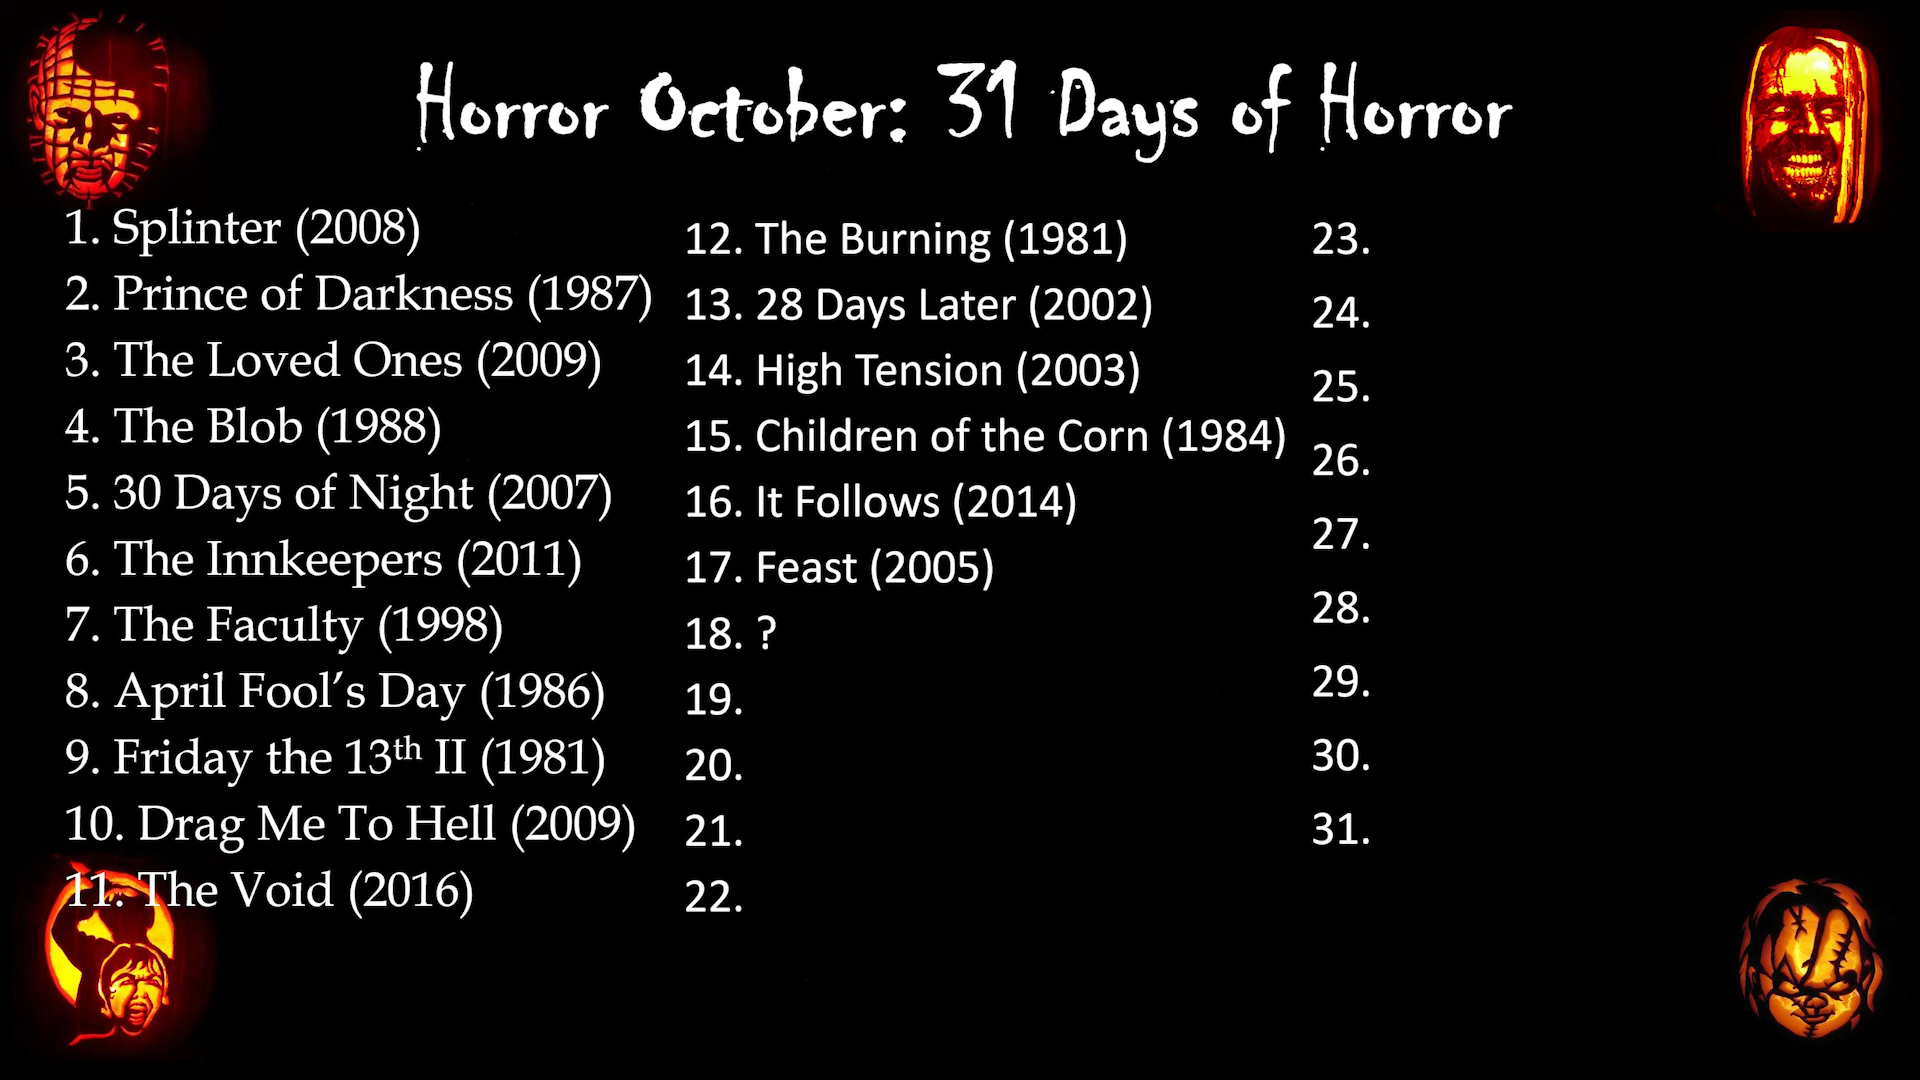 Horror October: 31 Days of Horror
1. Splinter (2008)
2. Prince of Darkness (1987)
3. The Loved Ones (2009)
4. The Blob (1988)
5. 30 Days of Night (2007)
6. The Innkeepers (2011)
7. The Faculty (1998)
8. April Fool’s Day (1986)
9. Friday the 13th II (1981)
10. Drag Me To Hell (2009)
11. The Void (2016)
12. The Burning (1981)
13. 28 Days Later (2002)
14. High Tension (2003)
15. Children of the Corn (1984)
16. It Follows (2014)
17. Feast (2005)
18. ?
19.
20.
21.
22.
23.
24.
25.
26.
27.
28.
29.
30.
31.